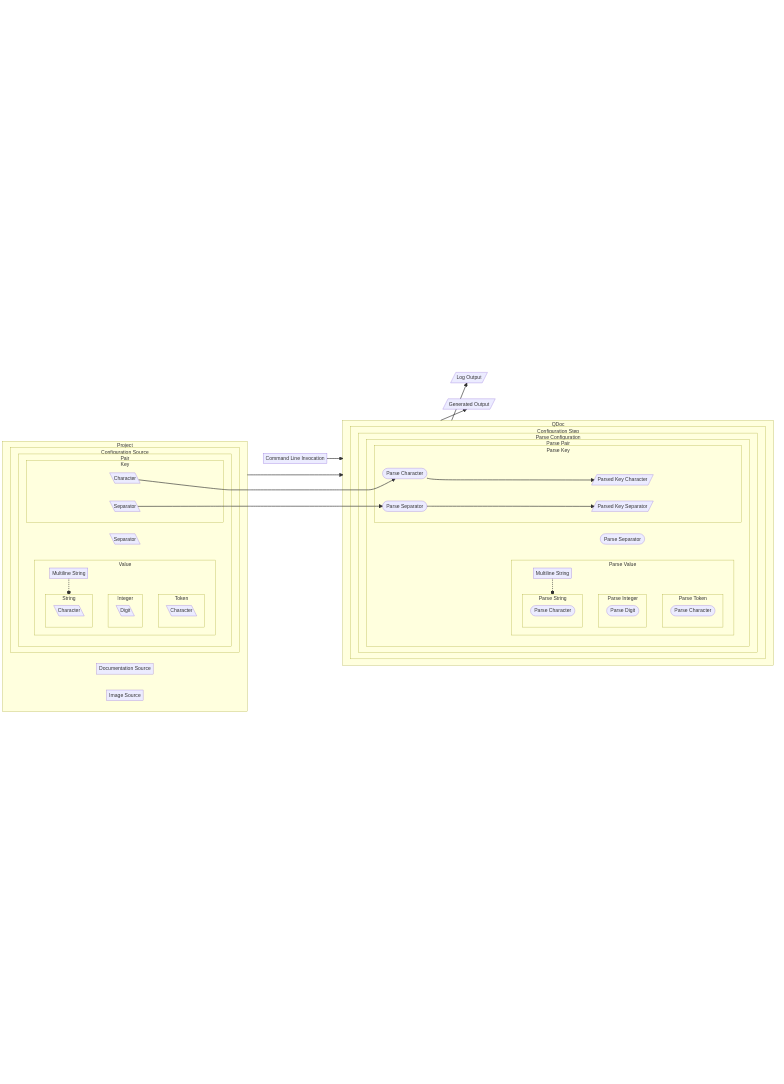 Log Output
Generated Output
Project
Configuration Source
Pair
Key
Character
Separator
Separator
Value
Multiline String
String
Character
Integer
Digit
Token
Character
Documentation Source
Image Source
Command Line Invocation
QDoc
Configuration Step
Parse Configuration
Parse Pair
Parse Key
Parse Character
Parsed Key Character
Parse Separator
Parsed Key Separator
Parse Separator
Parse Value
Multiline String
Parse String
Parse Character
Parse Integer
Parse Digit
Parse Token
Parse Character